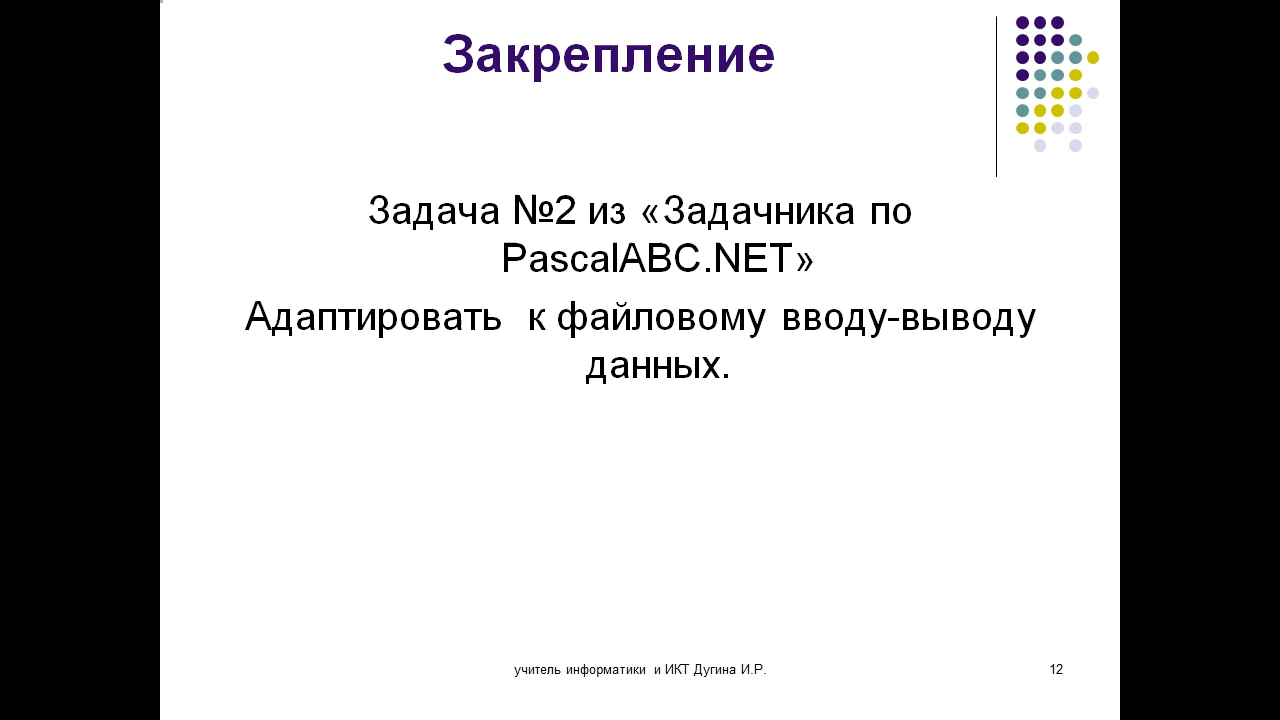 Закрепление
Задача №2 из «Задачника по
PascalABC.NET»
Адаптировать к файловому вводу-выводу
данных.
учитель информатики и ИКТ Дугина И.Р.
12